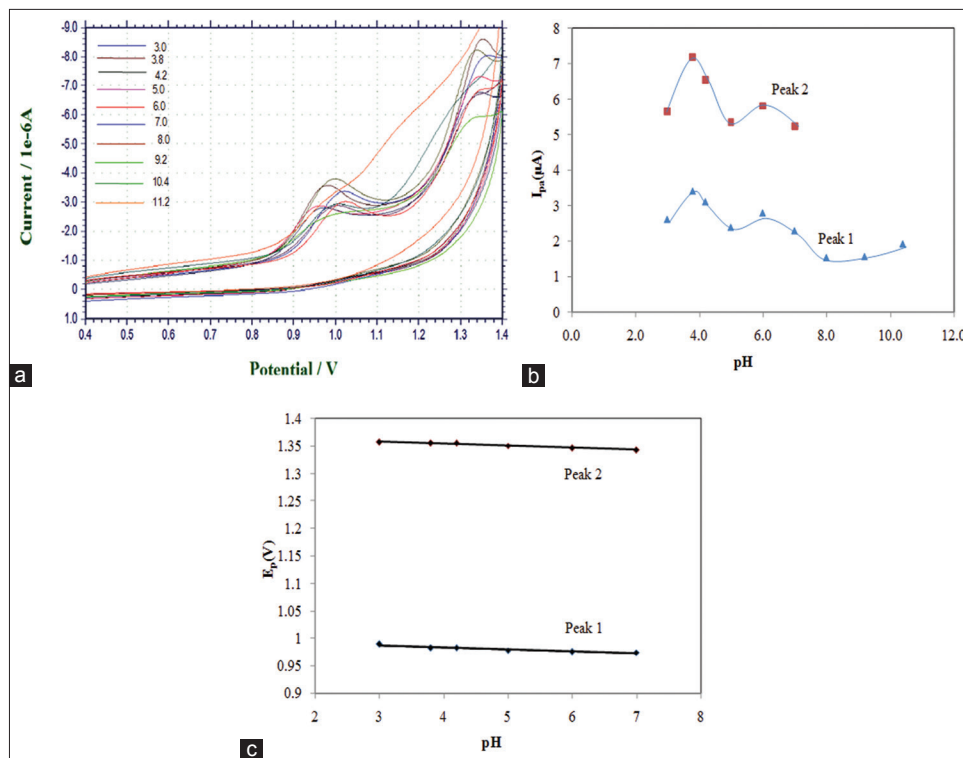 -9.0
-8.0
-7.0
-6.0
-5.0
-4.0
-3.0
-2.0
-1.0
0
1.0
Current / 1e-6A
3.0
3.8
4.2
5.0
6.0
7.0
8.0
9.2
10.4
11.2
0.4 0.5 0.6 0.7 0.8 0.9 1.0 1.1 1.2 1.3 1.4
Potential / V
a
8
7
6
5
4
3
2
1
0
Ipa(µA)
Peak 2
Peak 1
0.0 2.0 4.0 6.0 8.0 10.0 12.0
pH
b
1.4
1.35
1.3
1.25
1.2
1.15
1.1
1.05
1
0.95
0.9
Ep(V)
Peak 2
Peak 1
2 3 4 5 6 7 8
pH
c